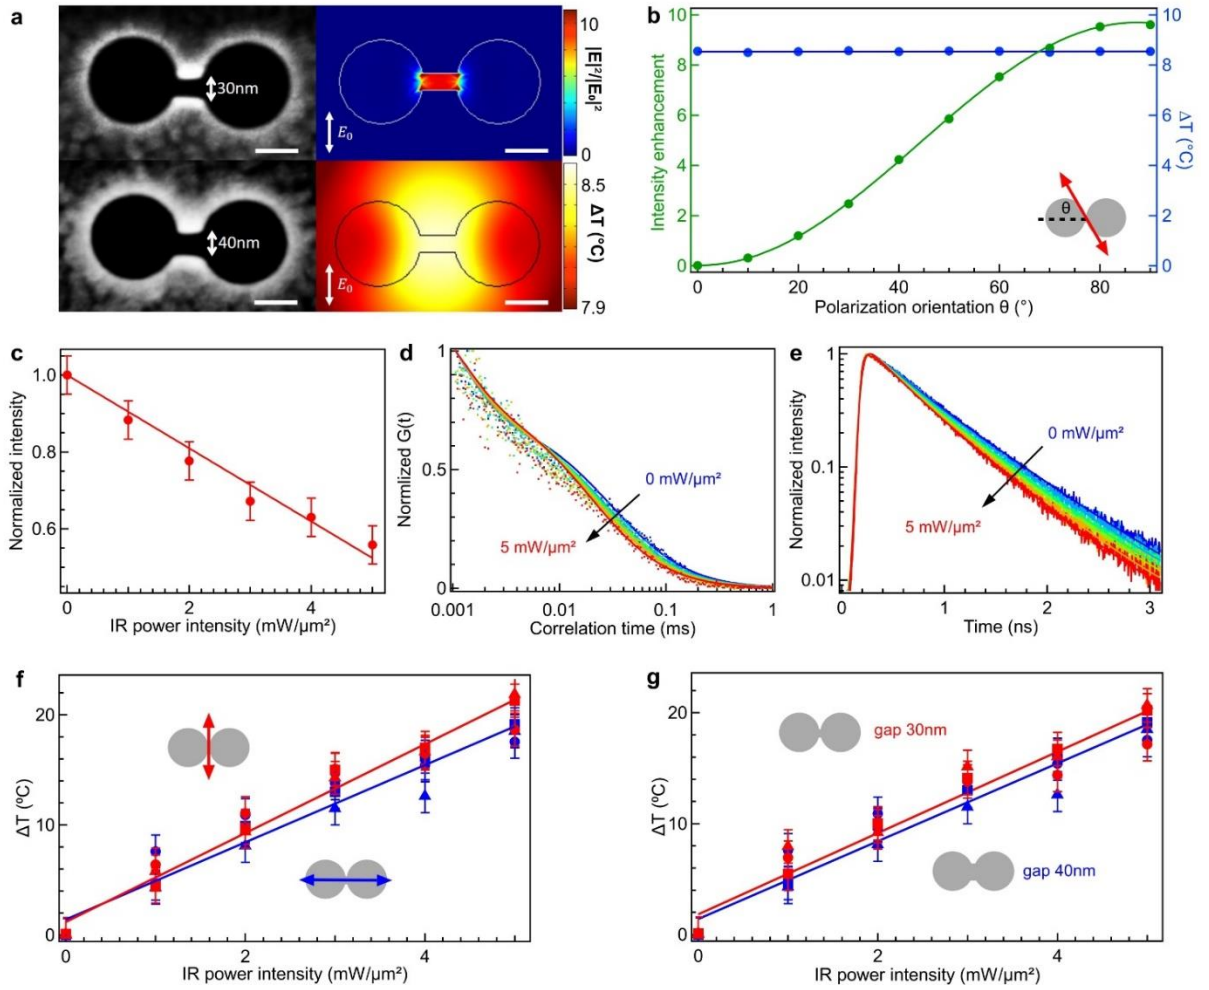 a
30nm
E₀
10
|E|²/|E₀|²
0
40nm
E₀
8.5
ΔT (°C)
7.9
b
Intensity enhancement
10
8
6
4
2
0
10
8
6
4
2
0
ΔT (°C)
θ
0 20 40 60 80
Polarization orientation θ (°)
c
Normalized intensity
1.0
0.8
0.6
0 2 4
IR power intensity (mW/µm²)
d
Normlized G(t)
1
0.5
0
0 mW/µm²
5 mW/µm²
0.001 0.01 0.1 1
Correlation time (ms)
e
Normalized intensity
1
0.1
0.01
0 mW/µm²
5 mW/µm²
0 1 2 3
Time (ns)
f
ΔT (ºC)
20
10
0
0 2 4
IR power intensity (mW/µm²)
g
gap 30nm
gap 40nm
ΔT (ºC)
20
10
0
0 2 4
IR power intensity (mW/µm²)